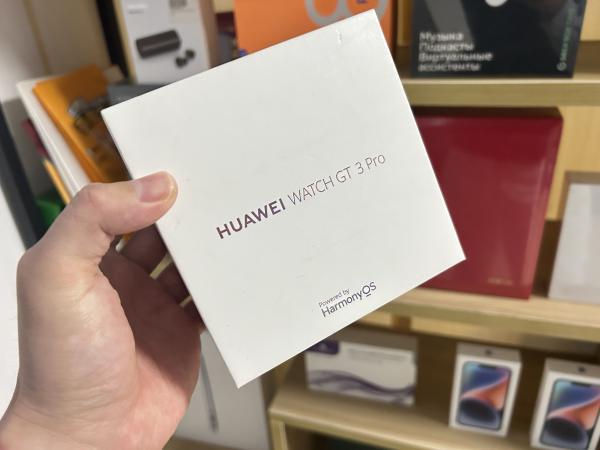 Музыка
Подкасты
Виртуальные
ассистенты
HUAWEI WATCH GT 3 Pro
Powered by
HarmonyOS